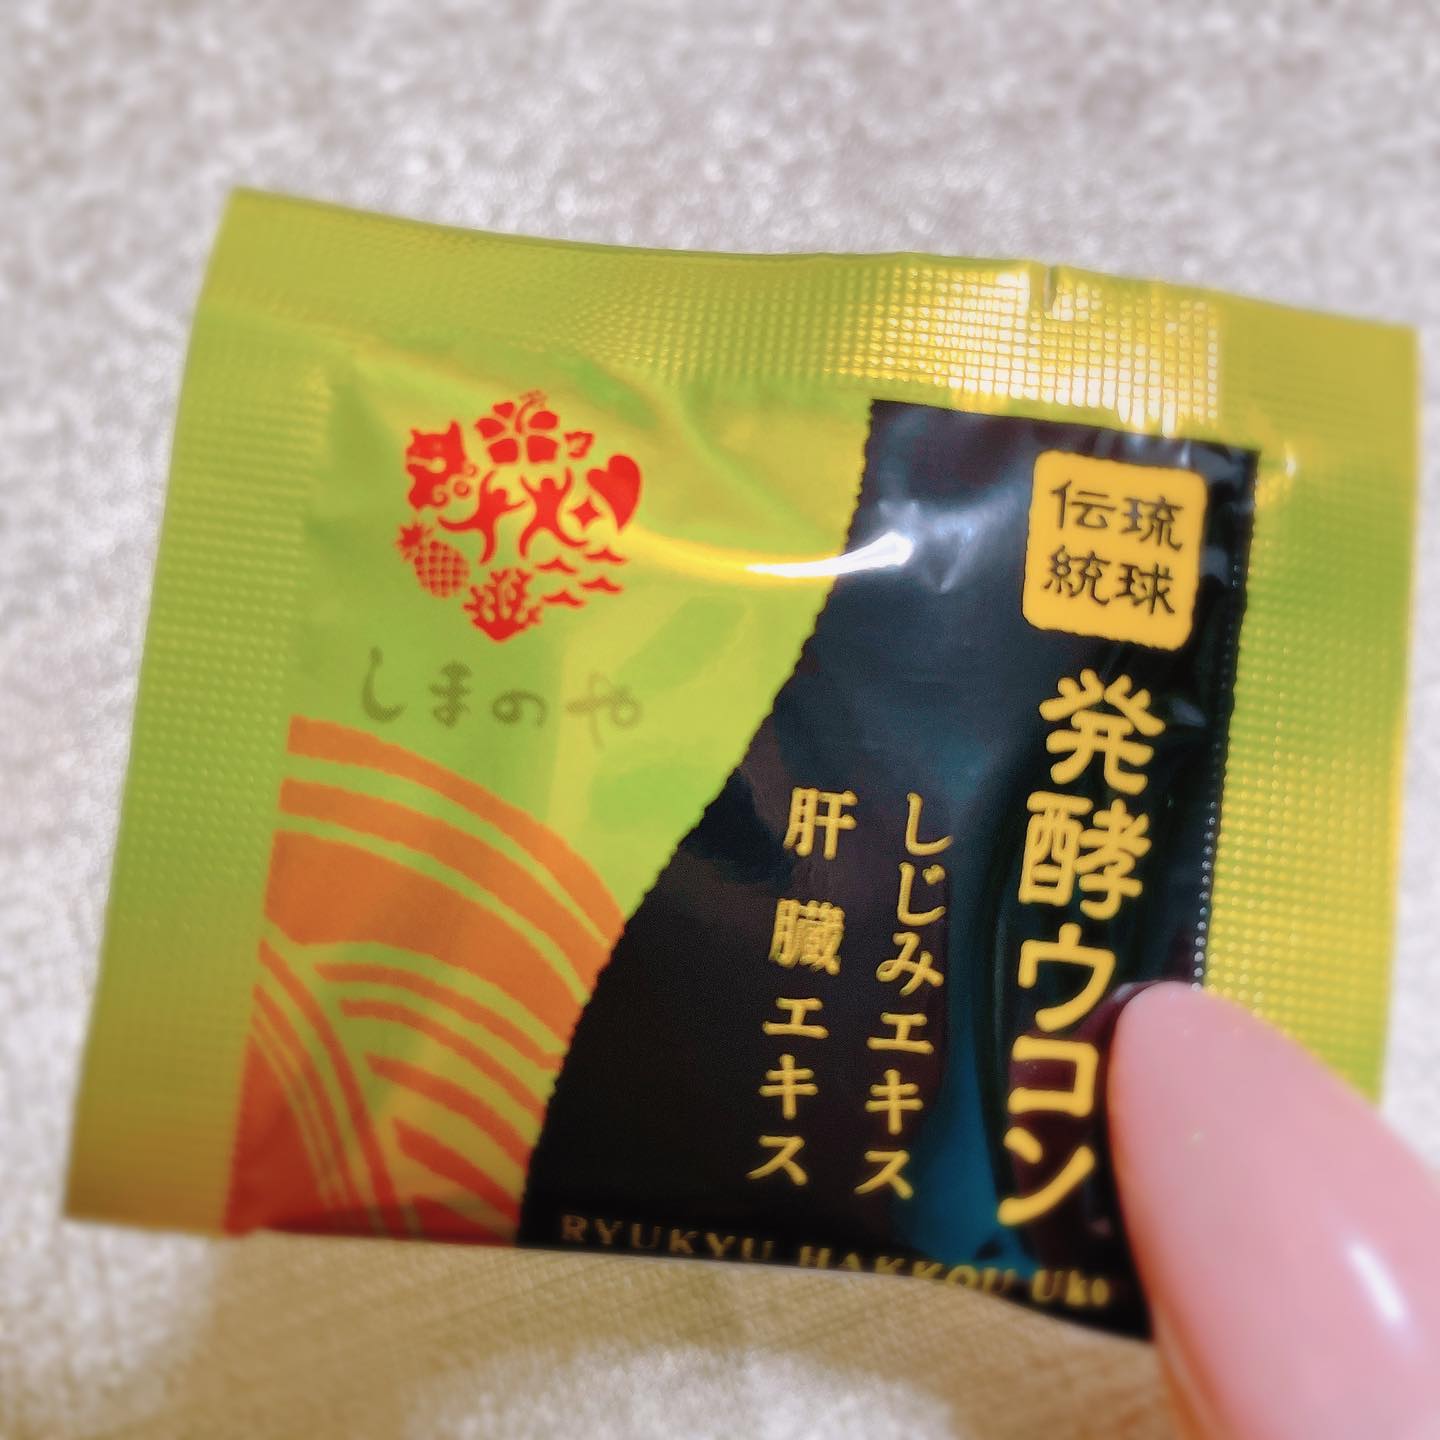 しまのや
琉球
伝統
発酵ウコン
しじみエキス
肝臓エキス
RYUKYU HAKKOU Uko